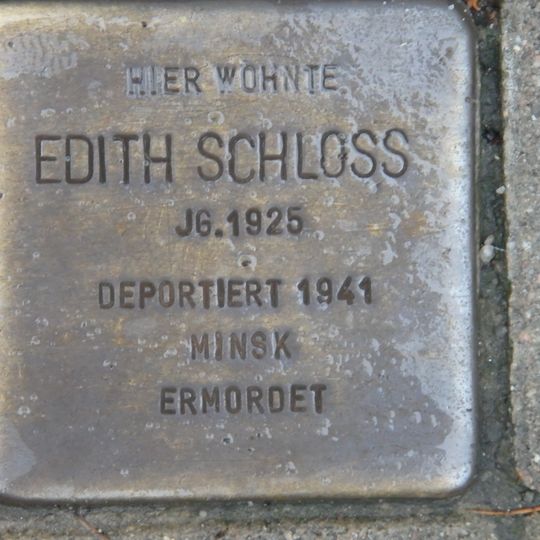 HIER WOHNTE
EDITH SCHLOSS
JG.1925
DEPORTIERT 1941
MINSK
ERMORDET